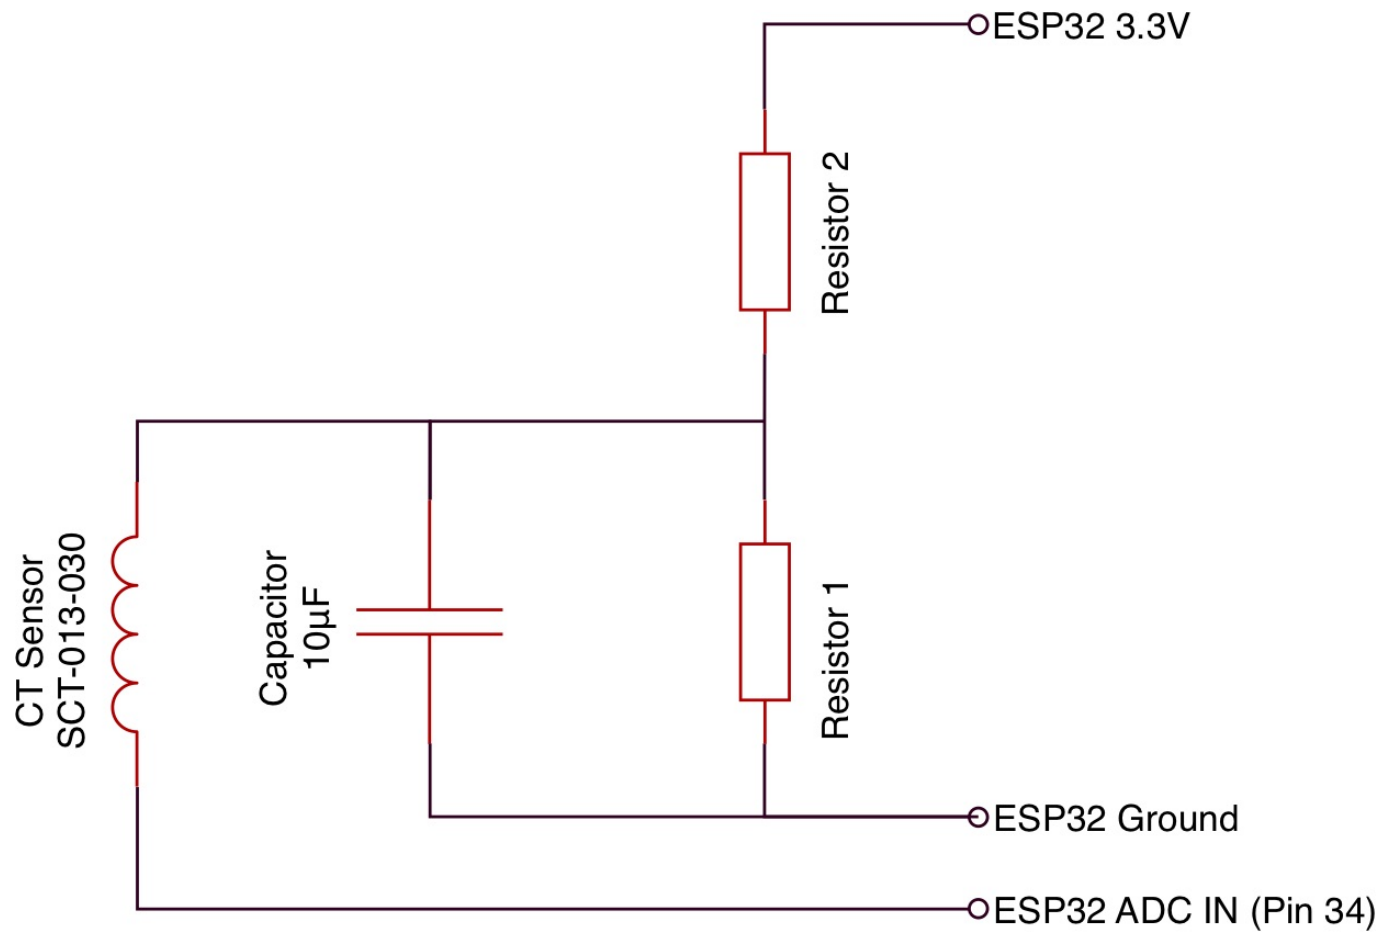 ESP32 3.3V
Resistor 2
CT Sensor
SCT-013-030
Capacitor
10µF
Resistor 1
ESP32 Ground
ESP32 ADC IN (Pin 34)